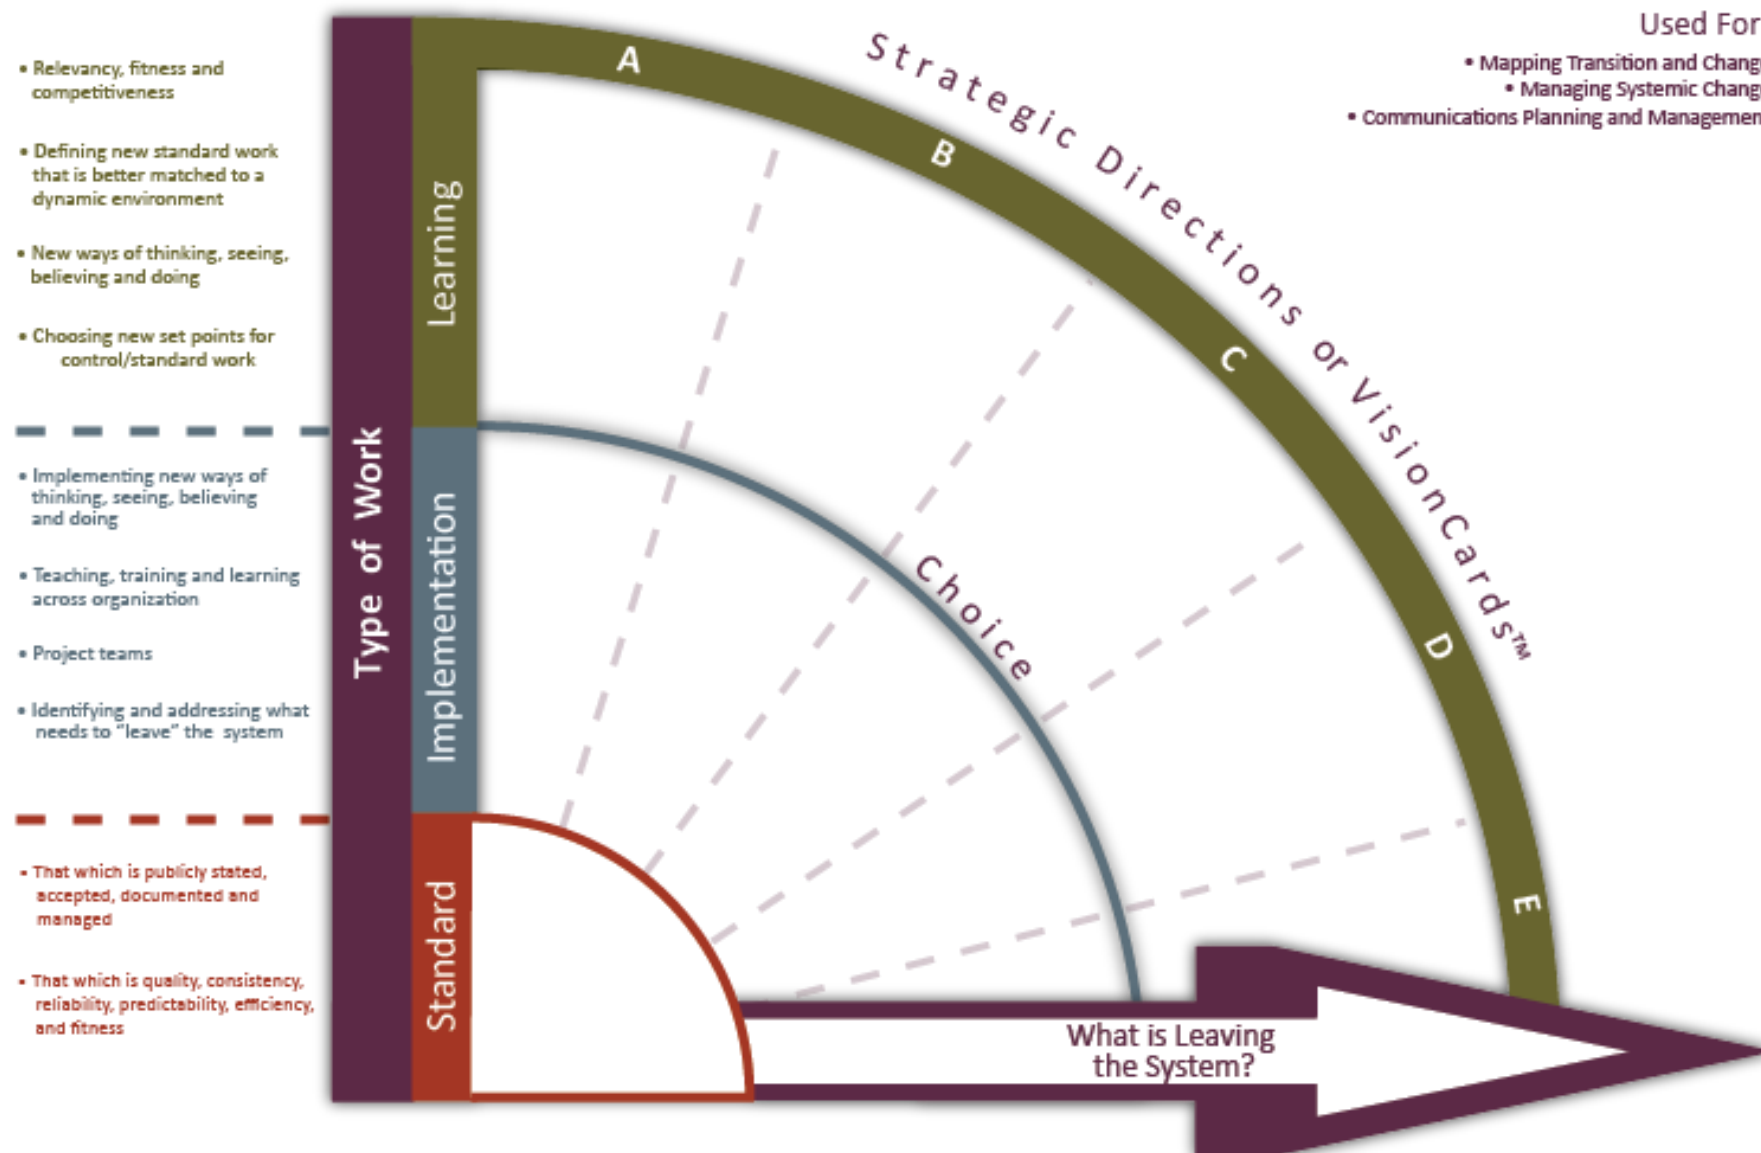 Used For
• Mapping Transition and Chang
• Managing Systemic Chang
• Communications Planning and Managemen
• Relevancy, fitness and
competitiveness
• Defining new standard work
that is better matched to a
dynamic environment
• New ways of thinking, seeing,
believing and doing
• Choosing new set points for
control/standard work
• Implementing new ways of
thinking, seeing, believing
and doing
• Teaching, training and learning
across organization
• Project teams
• Identifying and addressing what
needs to “leave” the system
• That which is publicly stated,
accepted, documented and
managed
• That which is quality, consistency,
reliability, predictability, efficiency,
and fitness
Type of Work
Learning
Implementation
Standard
A
B
C
D
E
Strategic Directions or VisionCards™
Choice
What is Leaving
the System?